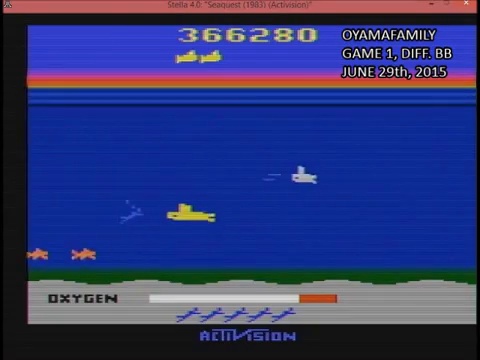 Stella 4.0: "Seaquest (1983) (Activision)"
366280
OYAMAFAMILY
GAME 1, DIFF. BB
JUNE 29th, 2015
OXYGEN
ACTIVISION